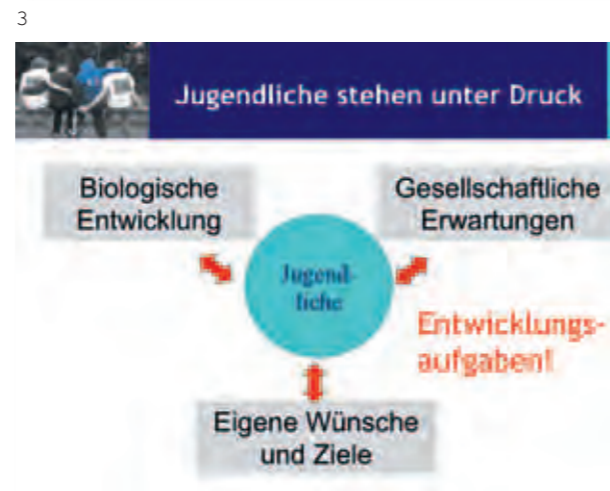 3
Jugendliche stehen unter Druck
Biologische
Entwicklung
Gesellschaftliche
Erwartungen
Jugend-
liche
Entwicklungs-
aufgaben!
Eigene Wünsche
und Ziele